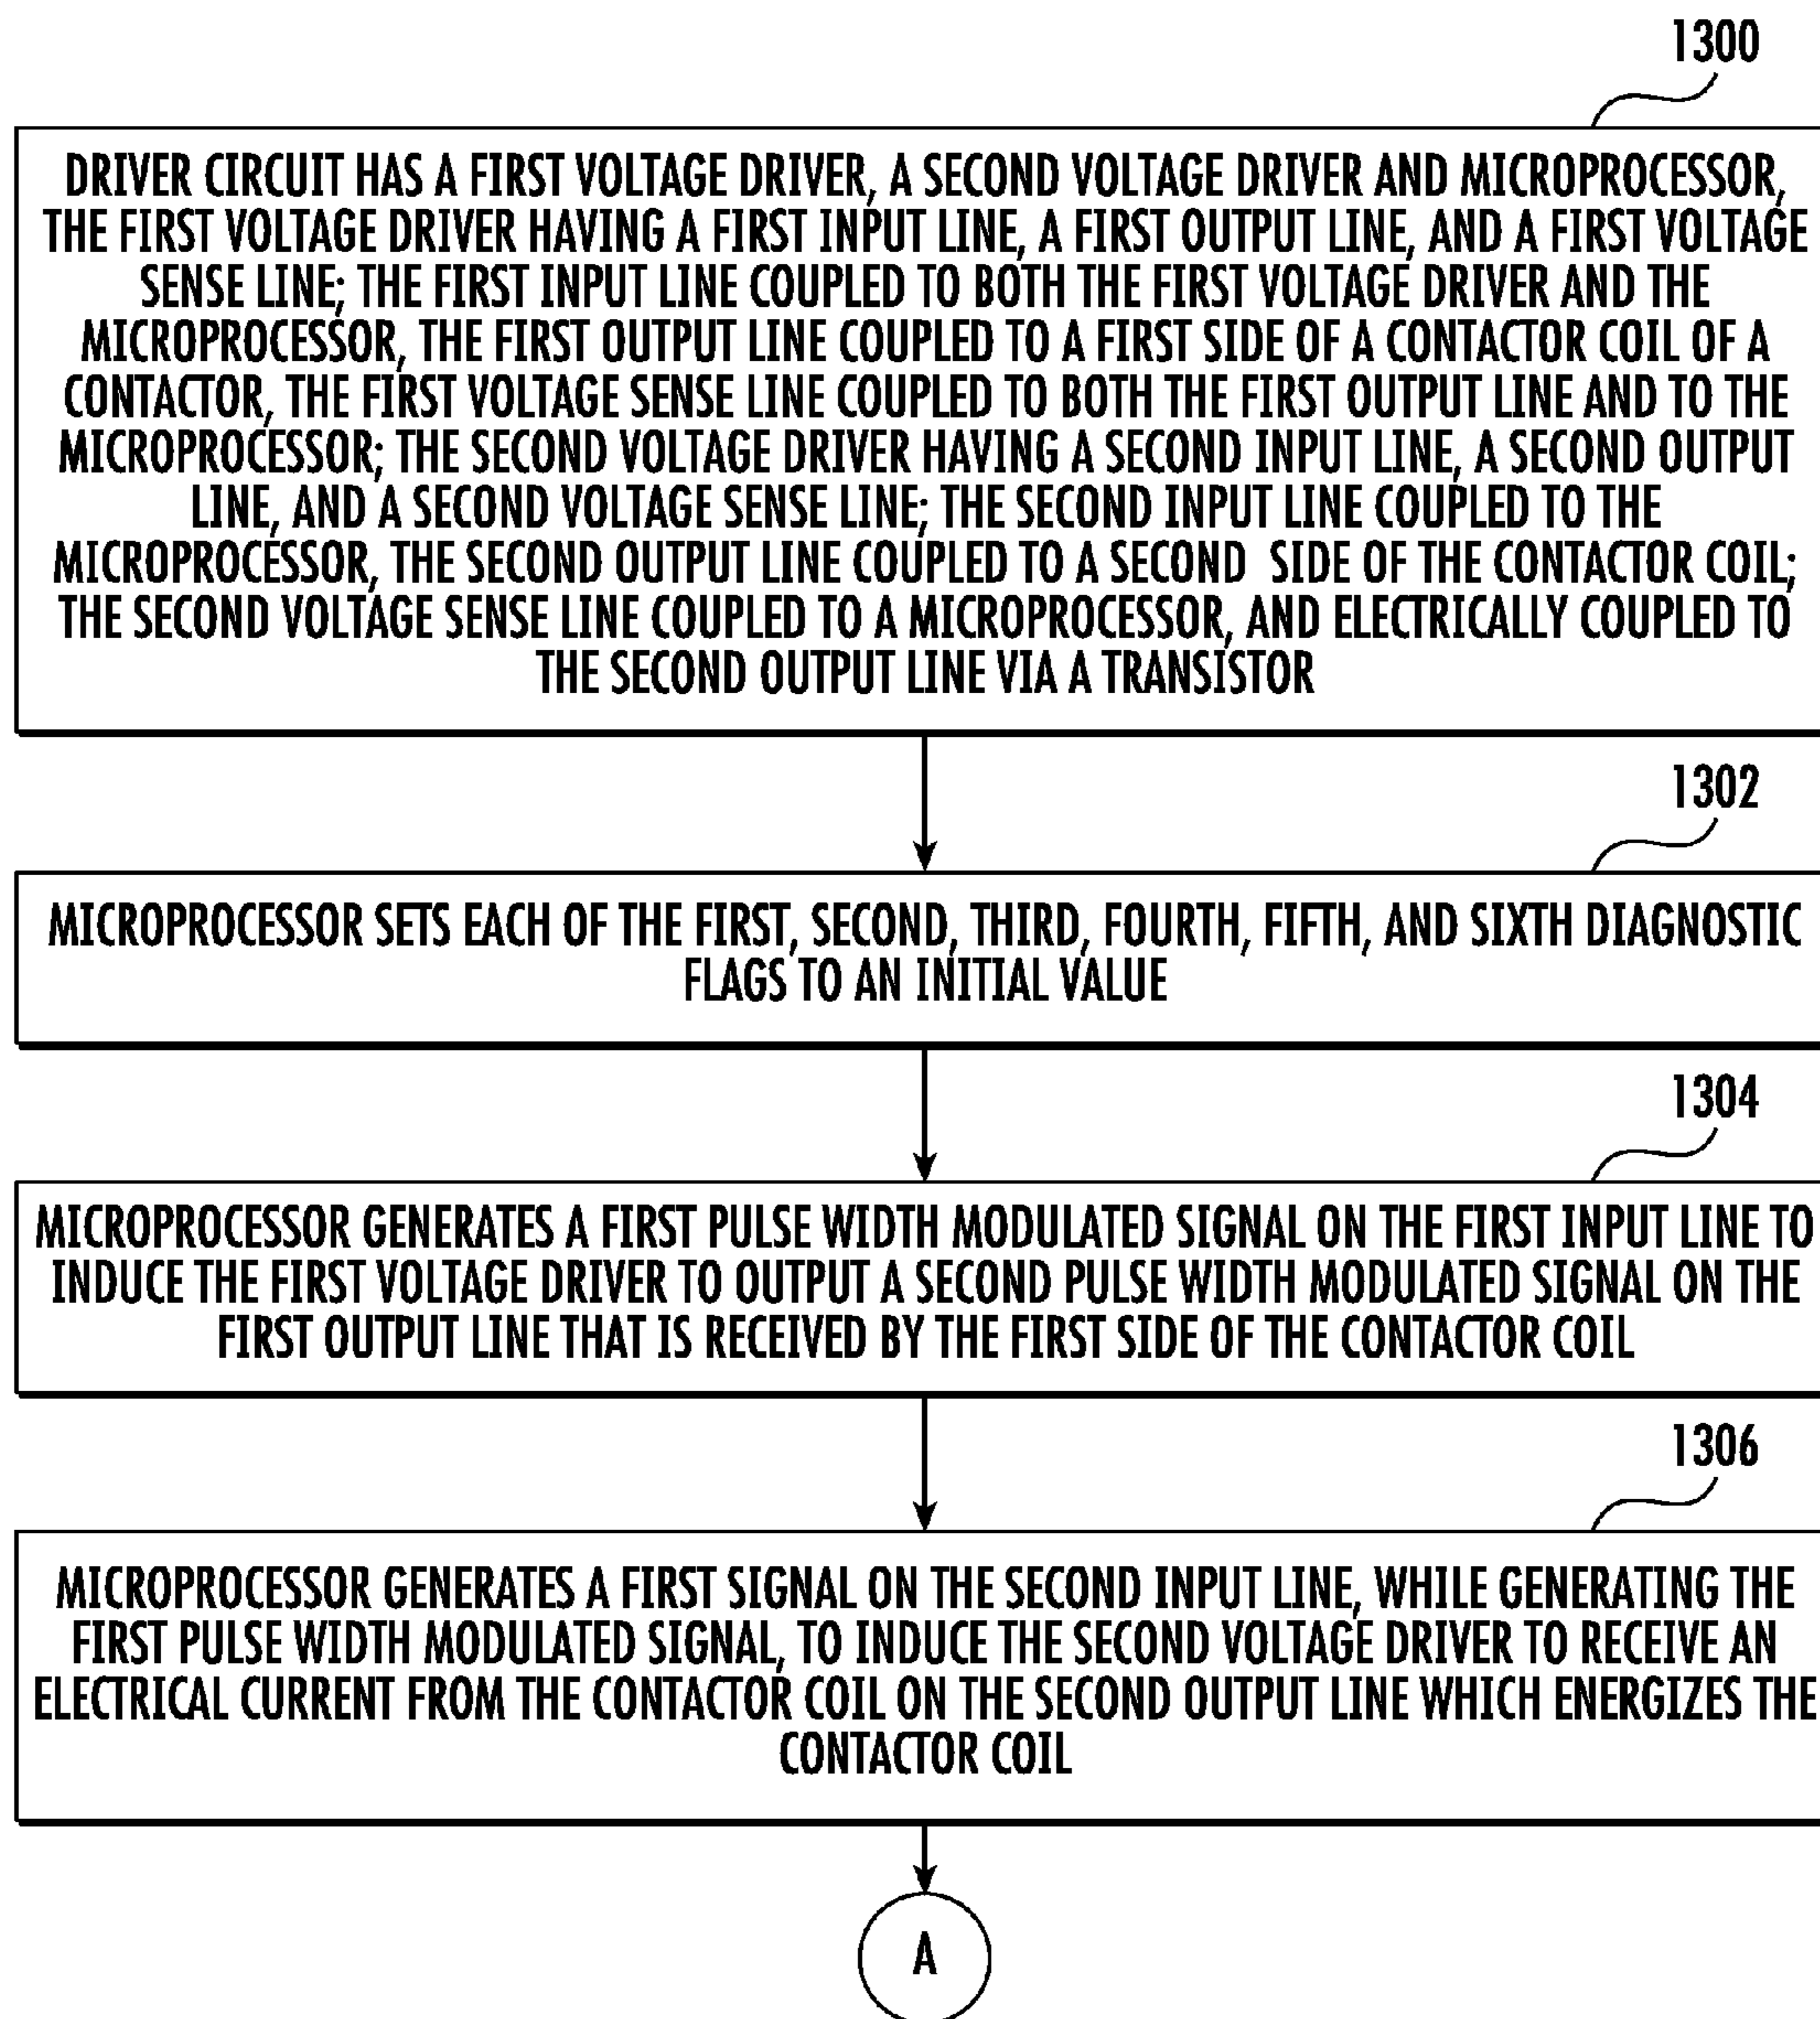 1300
DRIVER CIRCUIT HAS A FIRST VOLTAGE DRIVER, A SECOND VOLTAGE DRIVER AND MICROPROCESSOR,
THE FIRST VOLTAGE DRIVER HAVING A FIRST INPUT LINE, A FIRST OUTPUT LINE, AND A FIRST VOLTAGE
SENSE LINE; THE FIRST INPUT LINE COUPLED TO BOTH THE FIRST VOLTAGE DRIVER AND THE
MICROPROCESSOR, THE FIRST OUTPUT LINE COUPLED TO A FIRST SIDE OF A CONTACTOR COIL OF A
CONTACTOR, THE FIRST VOLTAGE SENSE LINE COUPLED TO BOTH THE FIRST OUTPUT LINE AND TO THE
MICROPROCESSOR; THE SECOND VOLTAGE DRIVER HAVING A SECOND INPUT LINE, A SECOND OUTPUT
LINE, AND A SECOND VOLTAGE SENSE LINE; THE SECOND INPUT LINE COUPLED TO THE
MICROPROCESSOR, THE SECOND OUTPUT LINE COUPLED TO A SECOND SIDE OF THE CONTACTOR COIL;
THE SECOND VOLTAGE SENSE LINE COUPLED TO A MICROPROCESSOR, AND ELECTRICALLY COUPLED TO
THE SECOND OUTPUT LINE VIA A TRANSISTOR
1302
MICROPROCESSOR SETS EACH OF THE FIRST, SECOND, THIRD, FOURTH, FIFTH, AND SIXTH DIAGNOSTIC
FLAGS TO AN INITIAL VALUE
1304
MICROPROCESSOR GENERATES A FIRST PULSE WIDTH MODULATED SIGNAL ON THE FIRST INPUT LINE TO
INDUCE THE FIRST VOLTAGE DRIVER TO OUTPUT A SECOND PULSE WIDTH MODULATED SIGNAL ON THE
FIRST OUTPUT LINE THAT IS RECEIVED BY THE FIRST SIDE OF THE CONTACTOR COIL
1306
MICROPROCESSOR GENERATES A FIRST SIGNAL ON THE SECOND INPUT LINE, WHILE GENERATING THE
FIRST PULSE WIDTH MODULATED SIGNAL, TO INDUCE THE SECOND VOLTAGE DRIVER TO RECEIVE AN
ELECTRICAL CURRENT FROM THE CONTACTOR COIL ON THE SECOND OUTPUT LINE WHICH ENERGIZES THE
CONTACTOR COIL
A